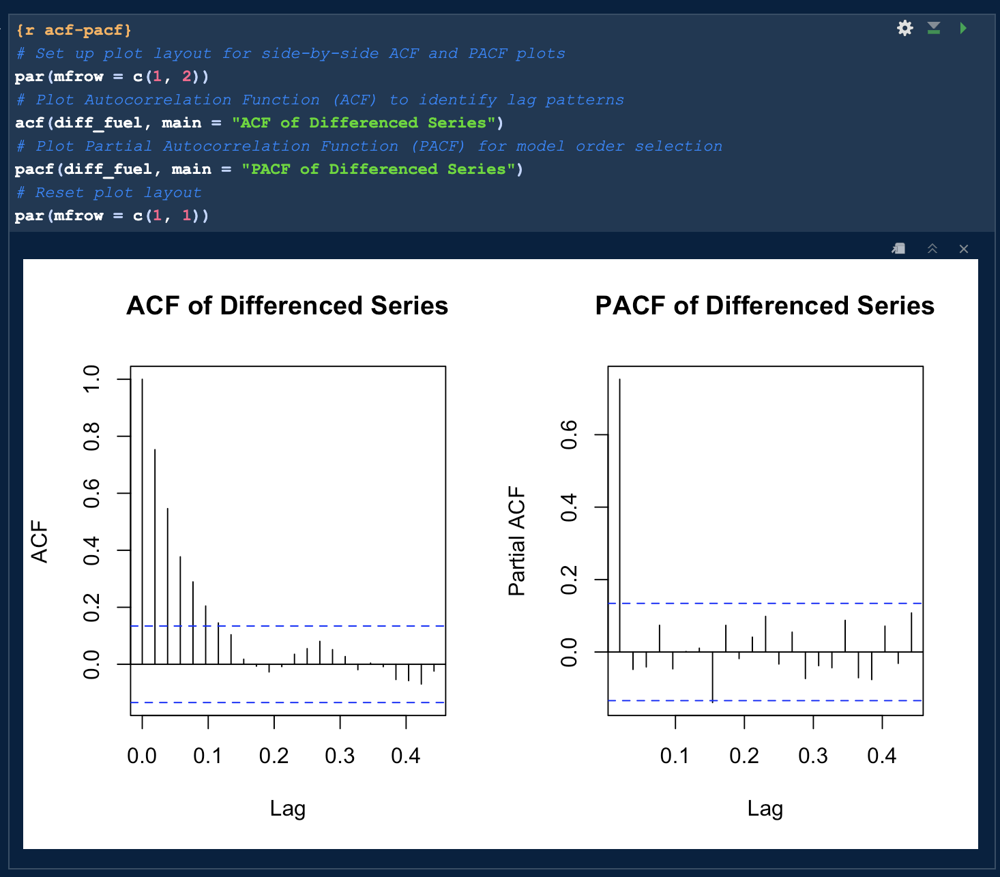 {r acf-pacf}
# Set up plot layout for side-by-side ACF and PACF plots
par(mfrow = c(1, 2))
# Plot Autocorrelation Function (ACF) to identify lag patterns
acf(diff_fuel, main = "ACF of Differenced Series")
# Plot Partial Autocorrelation Function (PACF) for model order selection
pacf(diff_fuel, main = "PACF of Differenced Series")
# Reset plot layout
par(mfrow = c(1, 1))
ACF of Differenced Series
ACF
1.0
0.8
0.6
0.4
0.2
0.0
0.0 0.1 0.2 0.3 0.4
Lag
PACF of Differenced Series
Partial ACF
0.6
0.4
0.2
0.0
0.1 0.2 0.3 0.4
Lag